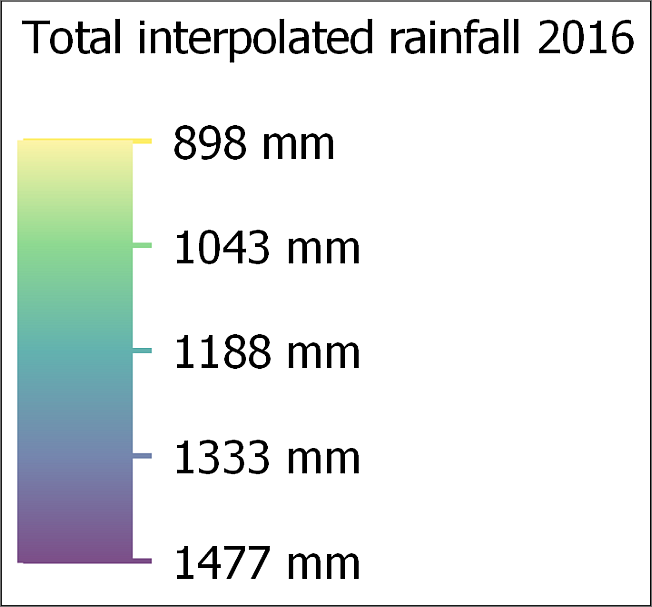 Total interpolated rainfall 2016
898 mm
1043 mm
1188 mm
1333 mm
1477 mm